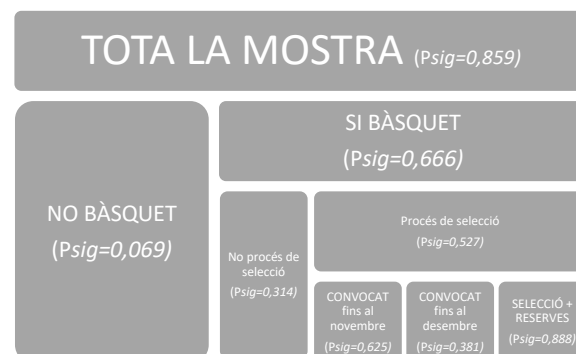 TOTA LA MOSTRA (Psig=0,859)
SI BÀSQUET
(Psig=0,666)
NO BÀSQUET
(Psig=0,069)
No procés de
selecció
(Psig=0,314)
Procés de selecció
(Psig=0,527)
CONVOCAT
fins al
novembre
(Psig=0,625)
CONVOCAT
fins al
desembre
(Psig=0,381)
SELECCIÓ +
RESERVES
(Psig=0,888)